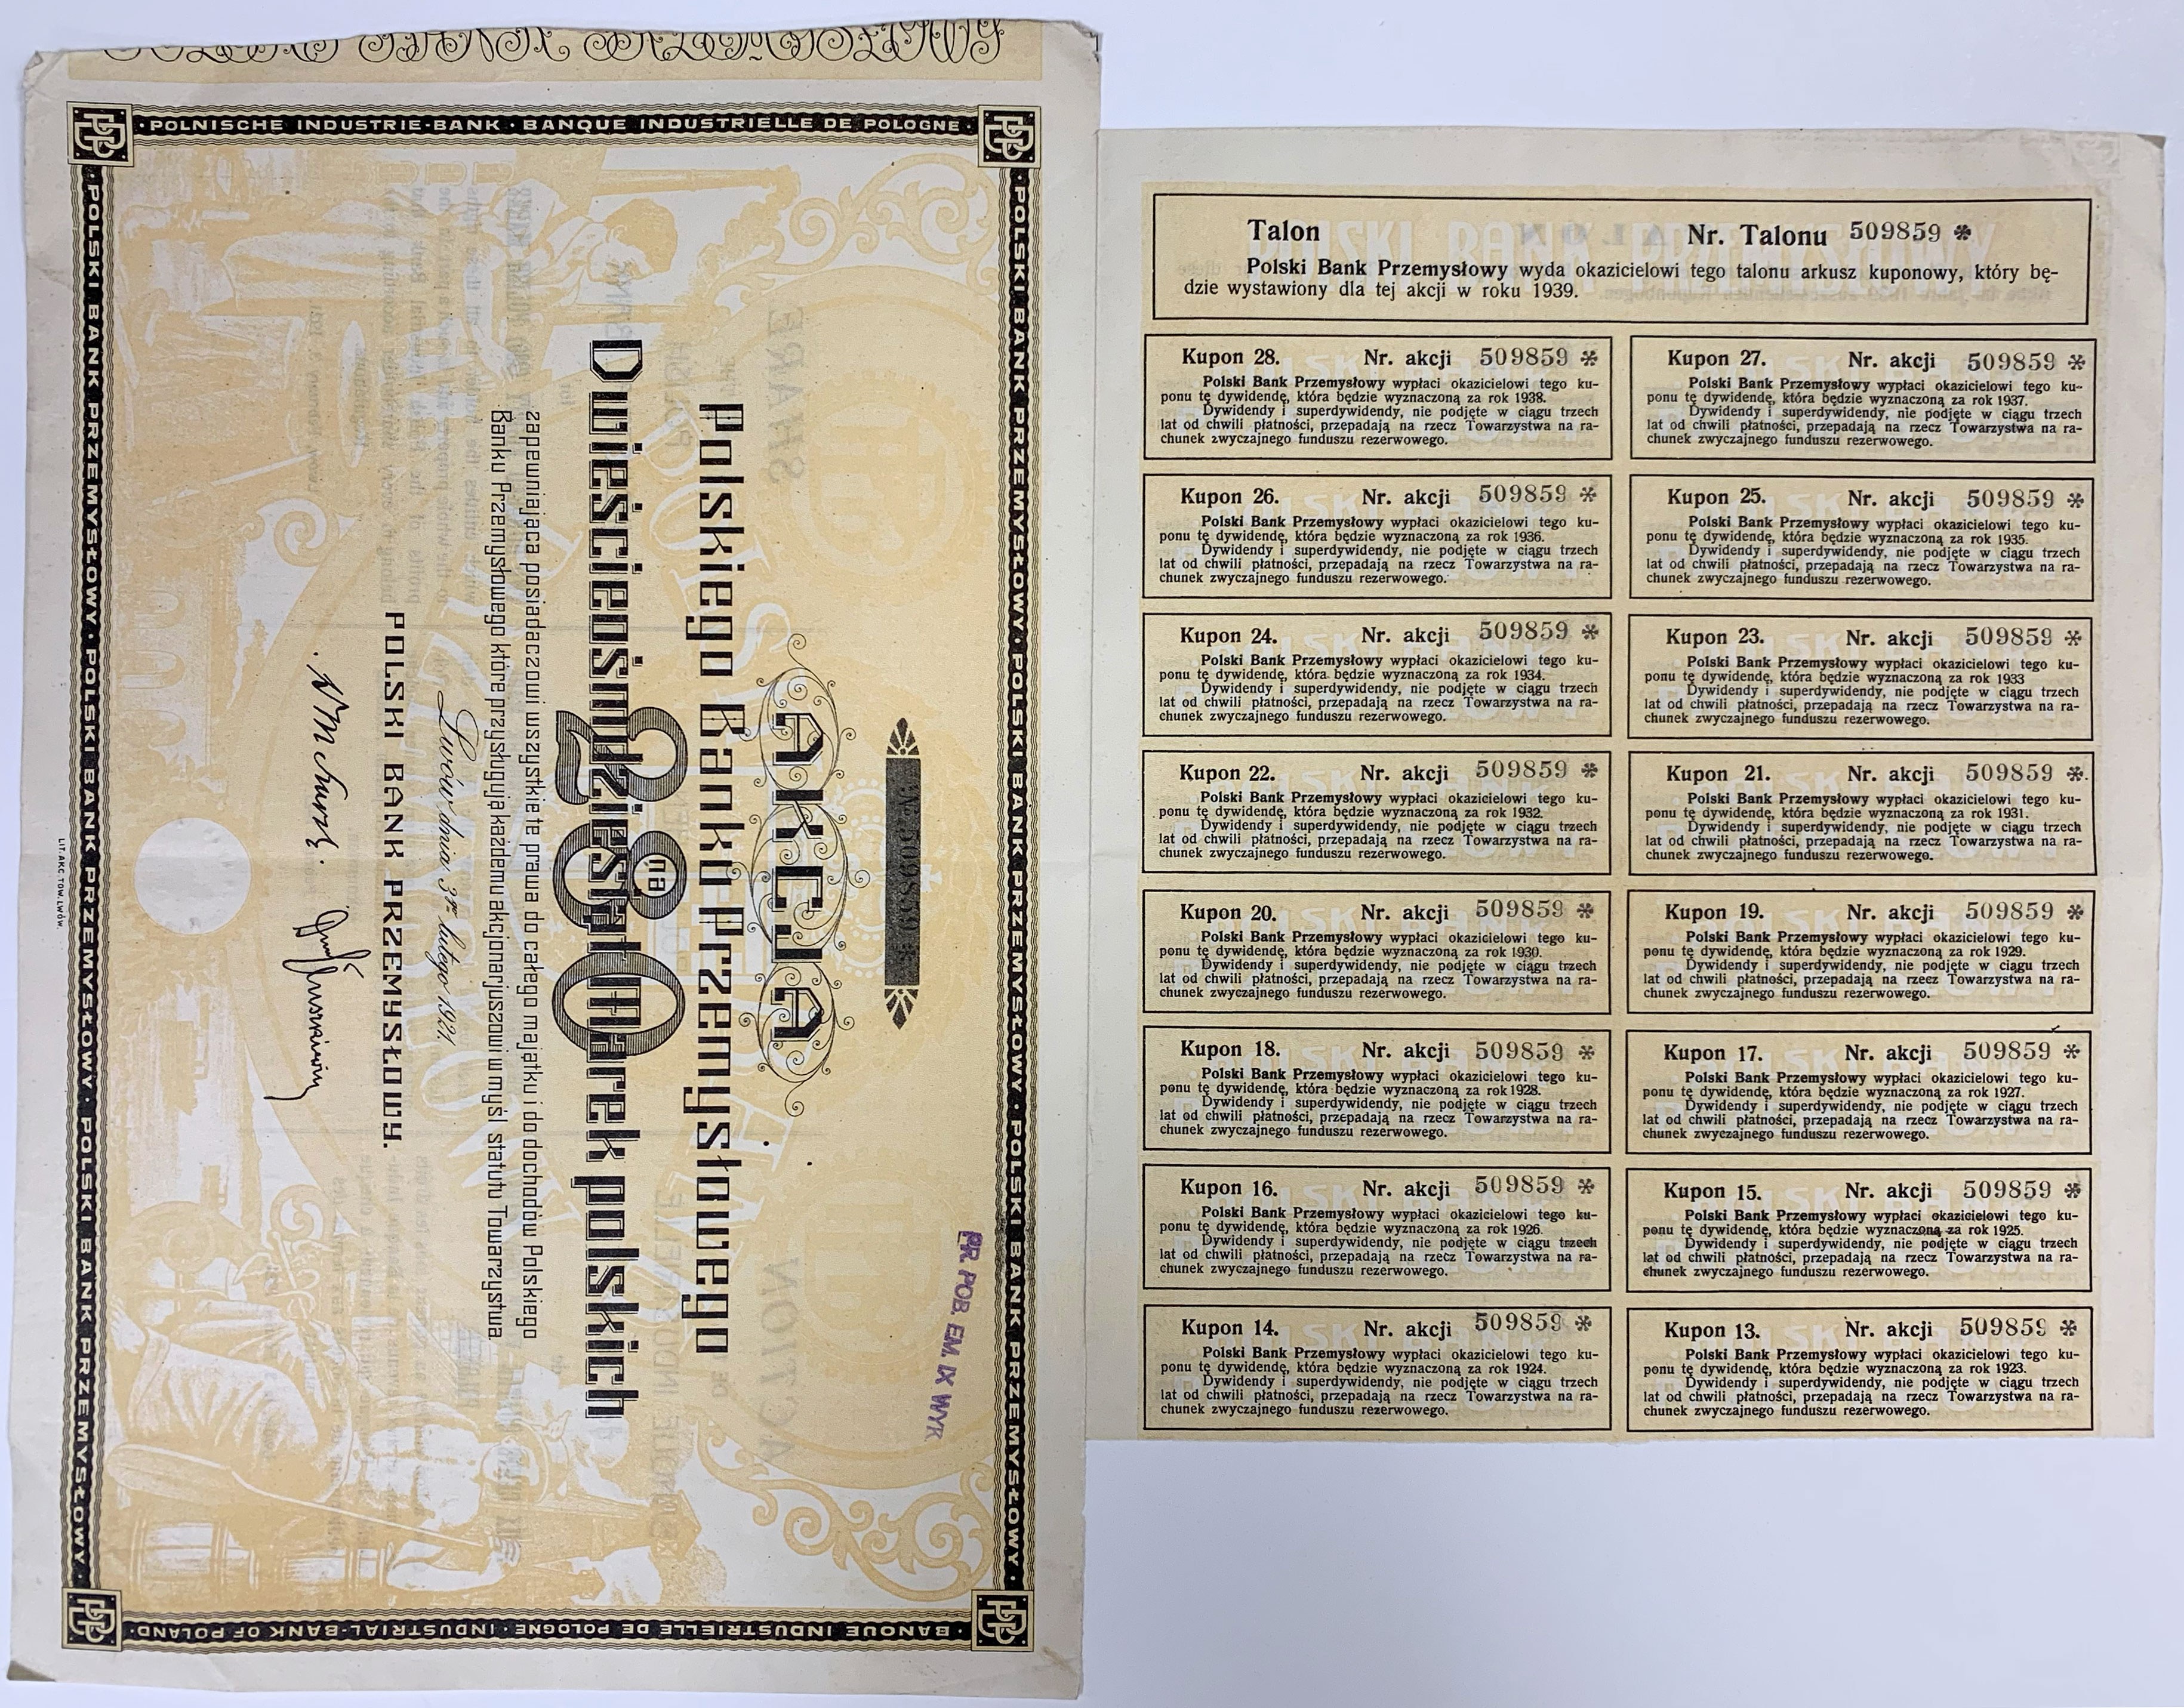 POLSKI BANK PRZEMYSŁOWY
· POLNISCHE INDUSTRIE-BANK · BANQUE INDUSTRIELLE DE POLOGNE ·
· POLSKI BANK PRZEMYSŁOWY · POLSKI BANK PRZEMYSŁOWY · POLSKI BANK PRZEMYSŁOWY ·
№ 509859 *
PR. POB. EM. IX WYK
AKCJA
Polskiego Banku Przemysłowego
na
280
Dwieścieośmdziesiąt Marek polskich
zapewniająca posiadaczowi wszystkie te prawa do całego majątku i do dochodów Polskiego
Banku Przemysłowego które przysługują każdemu akcjonarjuszowi w myśl statutu Towarzystwa.
Lwów dnia 3go lutego 1921.
POLSKI BANK PRZEMYSŁOWY.
· POLSKI BANK PRZEMYSŁOWY · POLSKI BANK PRZEMYSŁOWY · POLSKI BANK PRZEMYSŁOWY ·
· BANQUE INDUSTRIELLE DE POLOGNE · INDUSTRIAL-BANK OF POLAND ·
LIT. AKC. TOW. LWÓW.
Talon Nr. Talonu 509859 *
Polski Bank Przemysłowy wyda okazicielowi tego talonu arkusz kuponowy, który bę-
dzie wystawiony dla tej akcji w roku 1939.
Kupon 28. Nr. akcji 509859 *
Polski Bank Przemysłowy wypłaci okazicielowi tego ku-
ponu tę dywidendę, która będzie wyznaczoną za rok 1938.
Dywidendy i superdywidendy, nie podjęte w ciągu trzech
lat od chwili płatności, przepadają na rzecz Towarzystwa na ra-
chunek zwyczajnego funduszu rezerwowego.
Kupon 27. Nr. akcji 509859 *
Polski Bank Przemysłowy wypłaci okazicielowi tego ku-
ponu tę dywidendę, która będzie wyznaczoną za rok 1937.
Dywidendy i superdywidendy, nie podjęte w ciągu trzech
lat od chwili płatności, przepadają na rzecz Towarzystwa na ra-
chunek zwyczajnego funduszu rezerwowego.
Kupon 26. Nr. akcji 509859 *
Polski Bank Przemysłowy wypłaci okazicielowi tego ku-
ponu tę dywidendę, która będzie wyznaczoną za rok 1936.
Dywidendy i superdywidendy, nie podjęte w ciągu trzech
lat od chwili płatności, przepadają na rzecz Towarzystwa na ra-
chunek zwyczajnego funduszu rezerwowego.
Kupon 25. Nr. akcji 509859 *
Polski Bank Przemysłowy wypłaci okazicielowi tego ku-
ponu tę dywidendę, która będzie wyznaczoną za rok 1935.
Dywidendy i superdywidendy, nie podjęte w ciągu trzech
lat od chwili płatności, przepadają na rzecz Towarzystwa na ra-
chunek zwyczajnego funduszu rezerwowego.
Kupon 24. Nr. akcji 509859 *
Polski Bank Przemysłowy wypłaci okazicielowi tego ku-
ponu tę dywidendę, która będzie wyznaczoną za rok 1934.
Dywidendy i superdywidendy, nie podjęte w ciągu trzech
lat od chwili płatności, przepadają na rzecz Towarzystwa na ra-
chunek zwyczajnego funduszu rezerwowego.
Kupon 23. Nr. akcji 509859 *
Polski Bank Przemysłowy wypłaci okazicielowi tego ku-
ponu tę dywidendę, która będzie wyznaczoną za rok 1933
Dywidendy i superdywidendy, nie podjęte w ciągu trzech
lat od chwili płatności, przepadają na rzecz Towarzystwa na ra-
chunek zwyczajnego funduszu rezerwowego.
Kupon 22. Nr. akcji 509859 *
Polski Bank Przemysłowy wypłaci okazicielowi tego ku-
ponu tę dywidendę, która będzie wyznaczoną za rok 1932.
Dywidendy i superdywidendy, nie podjęte w ciągu trzech
lat od chwili płatności, przepadają na rzecz Towarzystwa na ra-
chunek zwyczajnego funduszu rezerwowego.
Kupon 21. Nr. akcji 509859 *
Polski Bank Przemysłowy wypłaci okazicielowi tego ku-
ponu tę dywidendę, która będzie wyznaczoną za rok 1931.
Dywidendy i superdywidendy, nie podjęte w ciągu trzech
lat od chwili płatności, przepadają na rzecz Towarzystwa na ra-
chunek zwyczajnego funduszu rezerwowego.
Kupon 20. Nr. akcji 509859 *
Polski Bank Przemysłowy wypłaci okazicielowi tego ku-
ponu tę dywidendę, która będzie wyznaczoną za rok 1930.
Dywidendy i superdywidendy, nie podjęte w ciągu trzech
lat od chwili płatności, przepadają na rzecz Towarzystwa na ra-
chunek zwyczajnego funduszu rezerwowego.
Kupon 19. Nr. akcji 509859 *
Polski Bank Przemysłowy wypłaci okazicielowi tego ku-
ponu tę dywidendę, która będzie wyznaczoną za rok 1929.
Dywidendy i superdywidendy, nie podjęte w ciągu trzech
lat od chwili płatności, przepadają na rzecz Towarzystwa na ra-
chunek zwyczajnego funduszu rezerwowego.
Kupon 18. Nr. akcji 509859 *
Polski Bank Przemysłowy wypłaci okazicielowi tego ku-
ponu tę dywidendę, która będzie wyznaczoną za rok 1928.
Dywidendy i superdywidendy, nie podjęte w ciągu trzech
lat od chwili płatności, przepadają na rzecz Towarzystwa na ra-
chunek zwyczajnego funduszu rezerwowego.
Kupon 17. Nr. akcji 509859 *
Polski Bank Przemysłowy wypłaci okazicielowi tego ku-
ponu tę dywidendę, która będzie wyznaczoną za rok 1927.
Dywidendy i superdywidendy, nie podjęte w ciągu trzech
lat od chwili płatności, przepadają na rzecz Towarzystwa na ra-
chunek zwyczajnego funduszu rezerwowego.
Kupon 16. Nr. akcji 509859 *
Polski Bank Przemysłowy wypłaci okazicielowi tego ku-
ponu tę dywidendę, która będzie wyznaczoną za rok 1926.
Dywidendy i superdywidendy, nie podjęte w ciągu trzech
lat od chwili płatności, przepadają na rzecz Towarzystwa na ra-
chunek zwyczajnego funduszu rezerwowego.
Kupon 15. Nr. akcji 509859 *
Polski Bank Przemysłowy wypłaci okazicielowi tego ku-
ponu tę dywidendę, która będzie wyznaczoną za rok 1925.
Dywidendy i superdywidendy, nie podjęte w ciągu trzech
lat od chwili płatności, przepadają na rzecz Towarzystwa na ra-
chunek zwyczajnego funduszu rezerwowego.
Kupon 14. Nr. akcji 509859 *
Polski Bank Przemysłowy wypłaci okazicielowi tego ku-
ponu tę dywidendę, która będzie wyznaczoną za rok 1924.
Dywidendy i superdywidendy, nie podjęte w ciągu trzech
lat od chwili płatności, przepadają na rzecz Towarzystwa na ra-
chunek zwyczajnego funduszu rezerwowego.
Kupon 13. Nr. akcji 509859 *
Polski Bank Przemysłowy wypłaci okazicielowi tego ku-
ponu tę dywidendę, która będzie wyznaczoną za rok 1923.
Dywidendy i superdywidendy, nie podjęte w ciągu trzech
lat od chwili płatności, przepadają na rzecz Towarzystwa na ra-
chunek zwyczajnego funduszu rezerwowego.